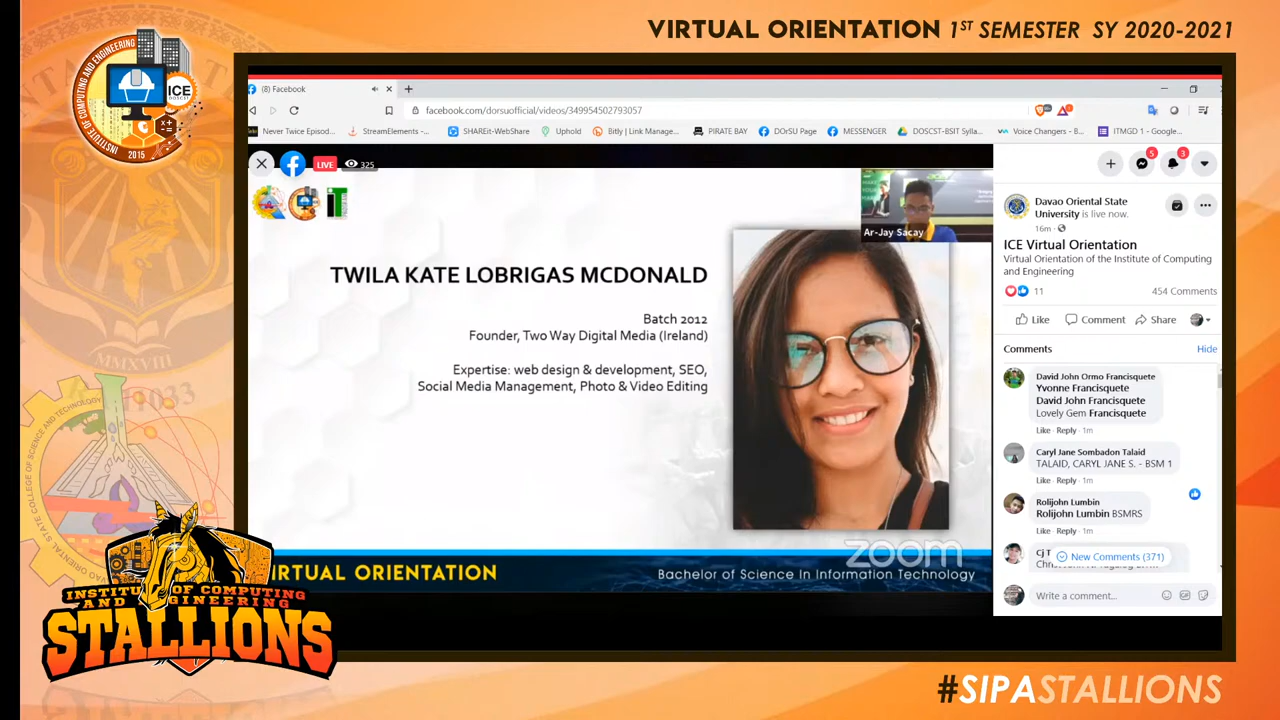 VIRTUAL ORIENTATION 1ST SEMESTER SY 2020-2021
INSTITUTE OF COMPUTING AND ENGINEERING
ICE
DOSCST
2015
(8) Facebook
facebook.com/dorsuofficial/videos/349954502793057
Never Twice Episod...
StreamElements -...
SHAREit-WebShare
Uphold
Bitly | Link Manage...
PIRATE BAY
DOrSU Page
MESSENGER
DOSCST-BSIT Sylla...
Voice Changers - B...
ITMGD 1 - Google...
LIVE
325
Ar-Jay Sacay
TWILA KATE LOBRIGAS MCDONALD
Batch 2012
Founder, Two Way Digital Media (Ireland)
Expertise: web design & development, SEO,
Social Media Management, Photo & Video Editing
zoom
VIRTUAL ORIENTATION
Bachelor of Science In Information Technology
5
3
Davao Oriental State
University is live now.
16m
ICE Virtual Orientation
Virtual Orientation of the Institute of Computing
and Engineering
11
454 Comments
Like
Comment
Share
Comments
Hide
David John Ormo Francisquete
Yvonne Francisquete
David John Francisquete
Lovely Gem Francisquete
Like · Reply · 1m
Caryl Jane Sombadon Talaid
TALAID, CARYL JANE S. - BSM 1
Like · Reply · 1m
Rolijohn Lumbin
Rolijohn Lumbin BSMRS
Like · Reply · 1m
Cj T
New Comments (371)
Write a comment...
GIF
MMXVIII
INSTITUTE OF COMPUTING
AND ENGINEERING
STALLIONS
#SIPASTALLIONS